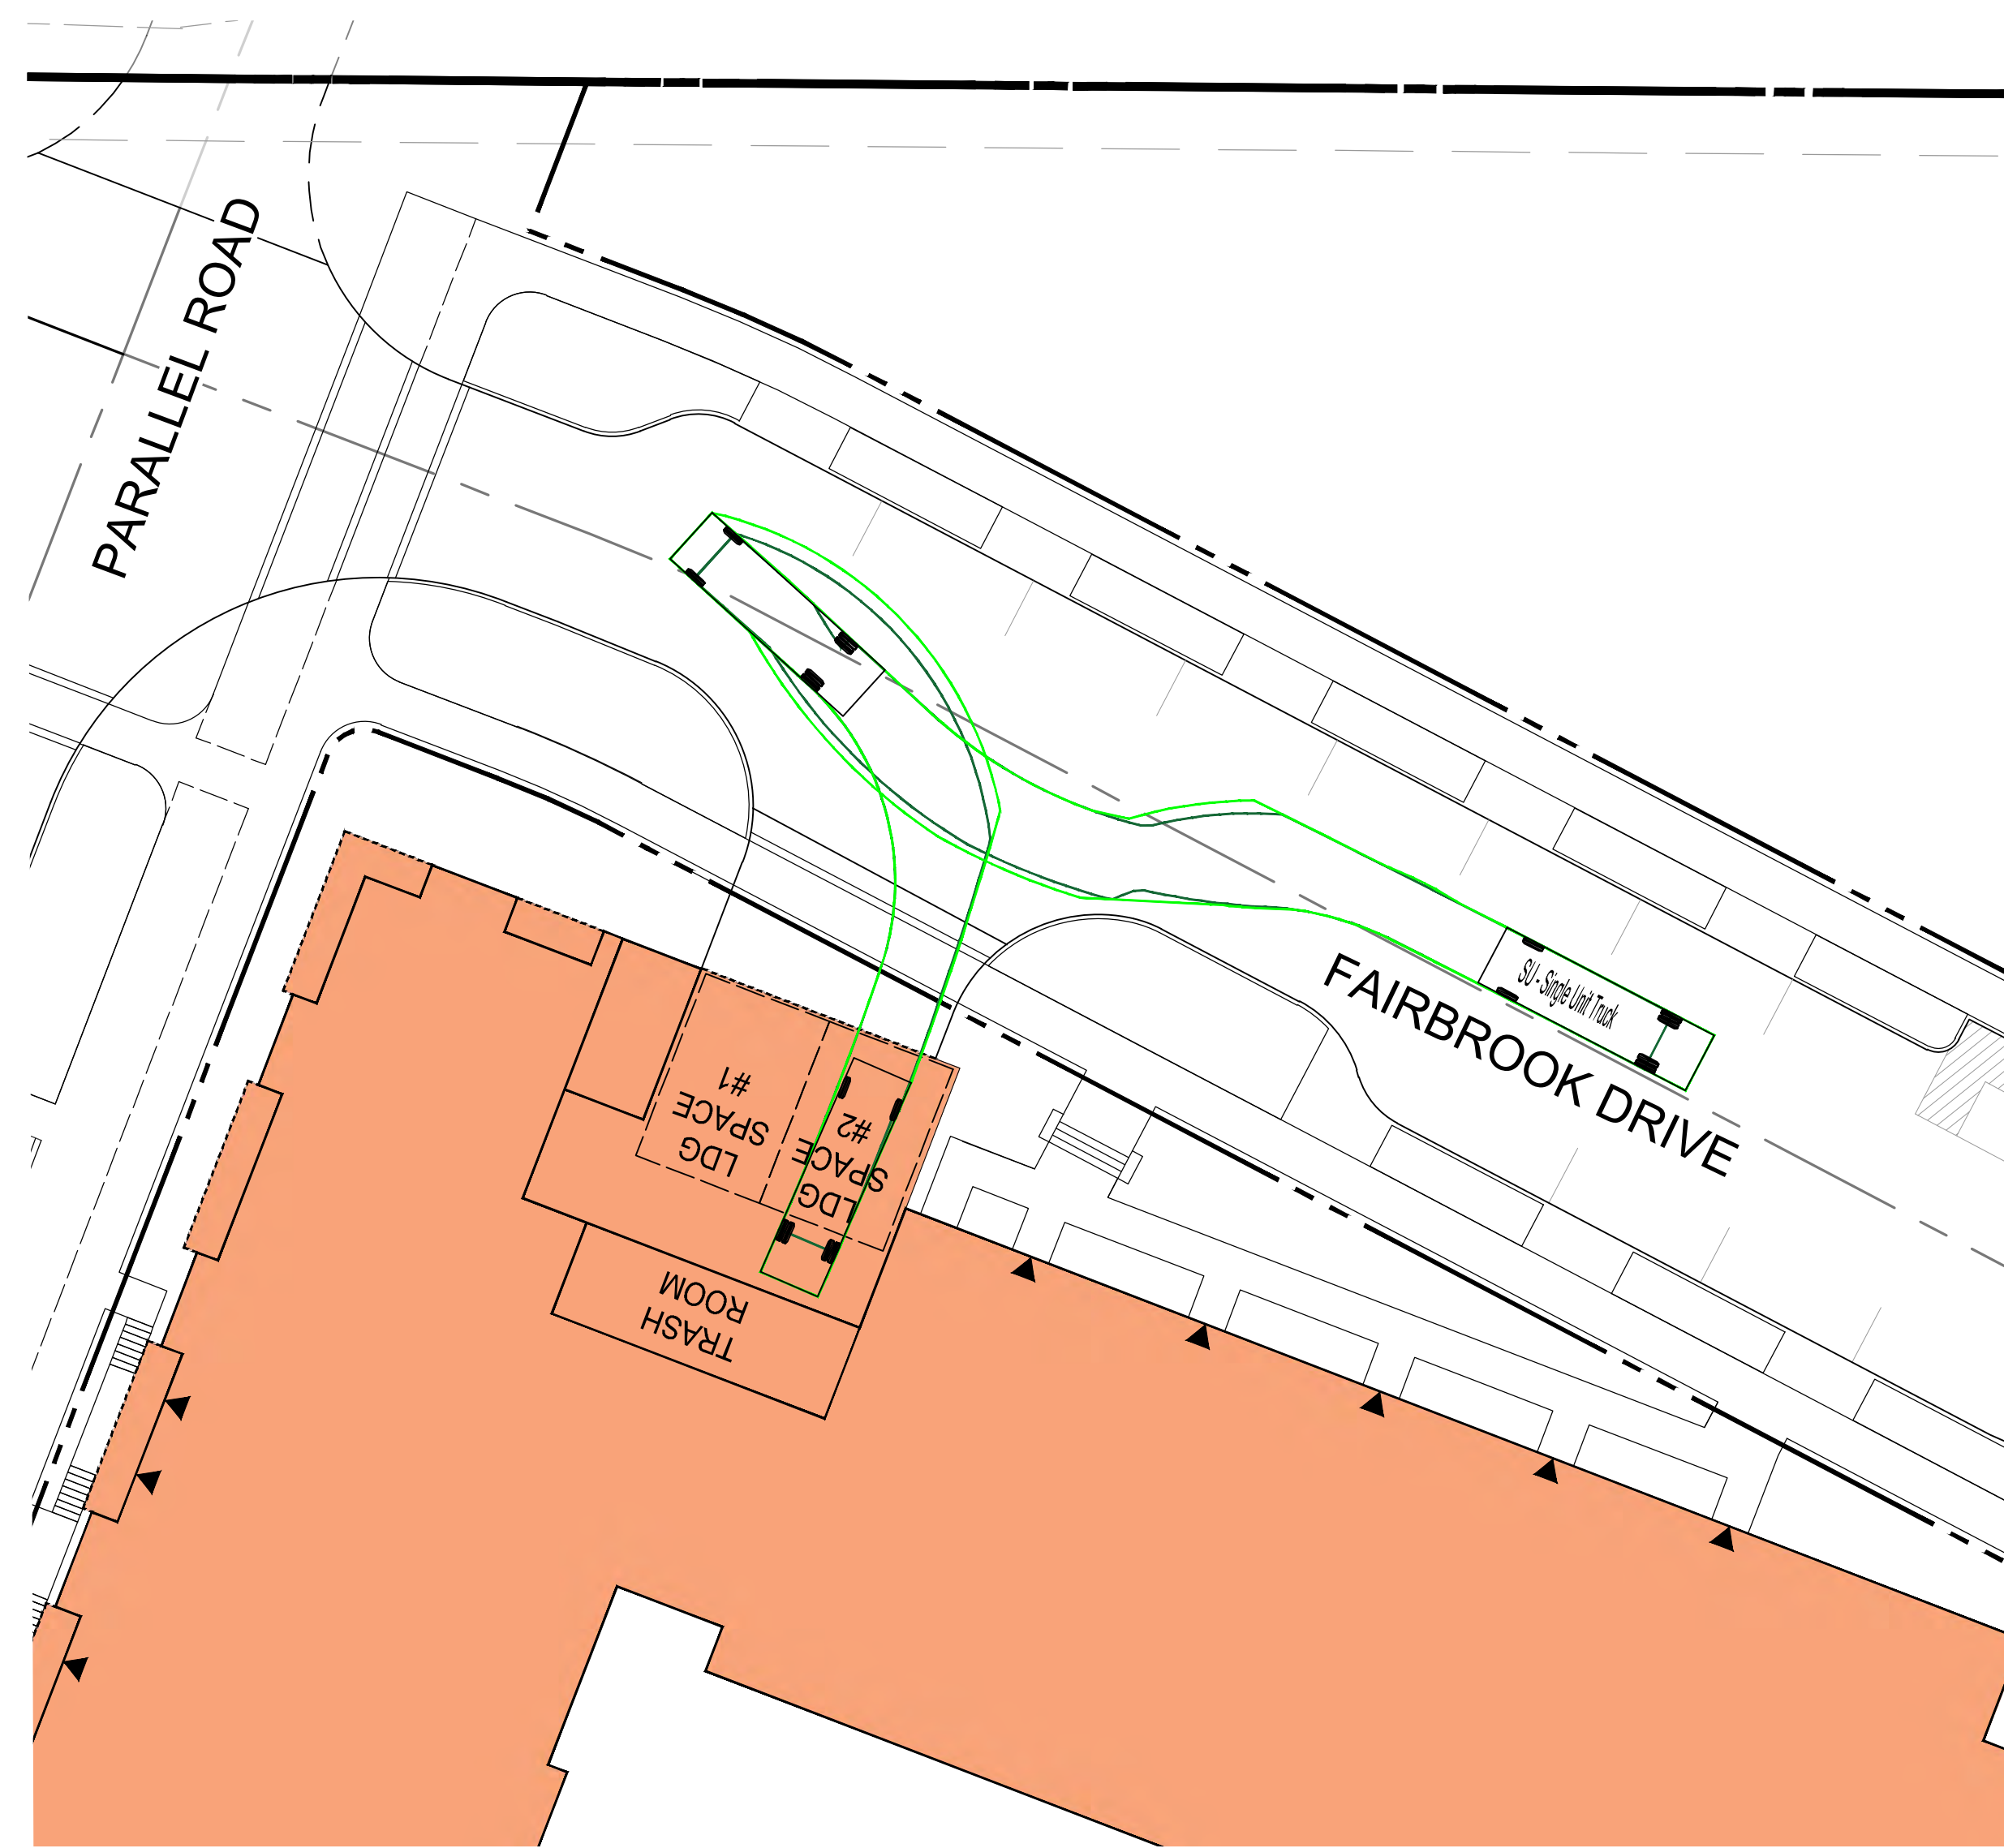 PARALLEL ROAD
SU - Single Unit Truck
FAIRBROOK DRIVE
LDG
SPACE
#1
LDG
SPACE
#2
TRASH
ROOM